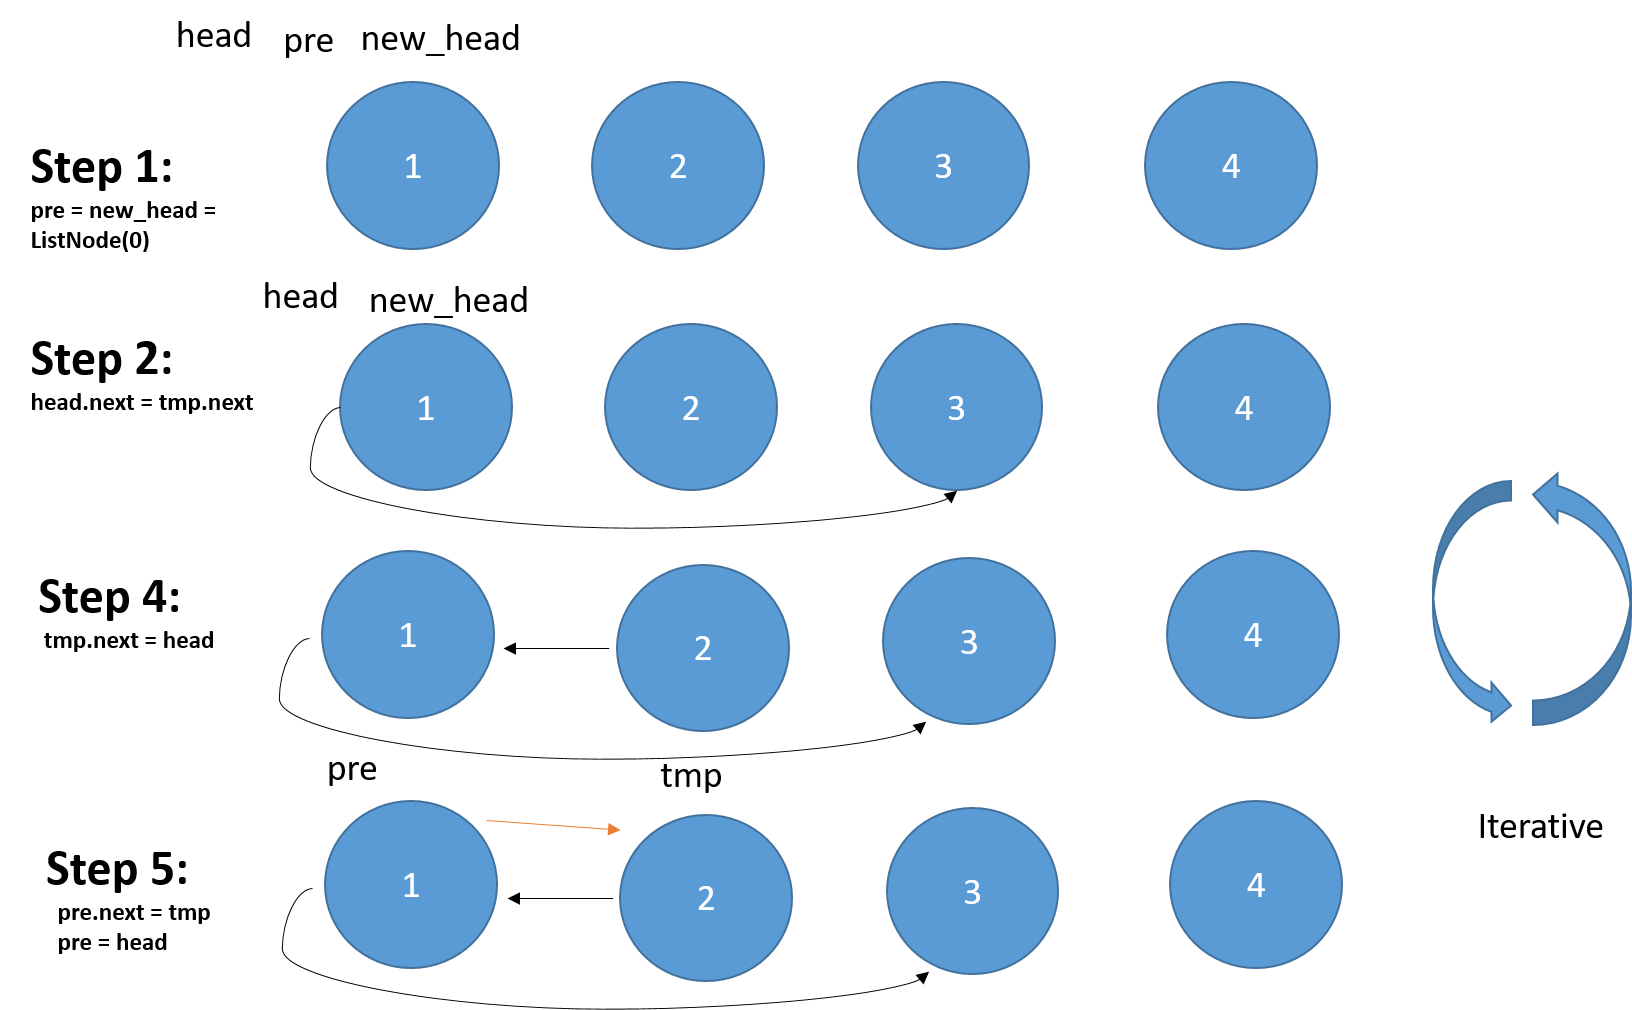 head pre new_head
1 2 3 4
Step 1:
pre = new_head =
ListNode(0)
head new_head
Step 2:
head.next = tmp.next
1 2 3 4
Step 4:
tmp.next = head
1 2 3 4
pre tmp
Step 5:
pre.next = tmp
pre = head
1 2 3 4
Iterative